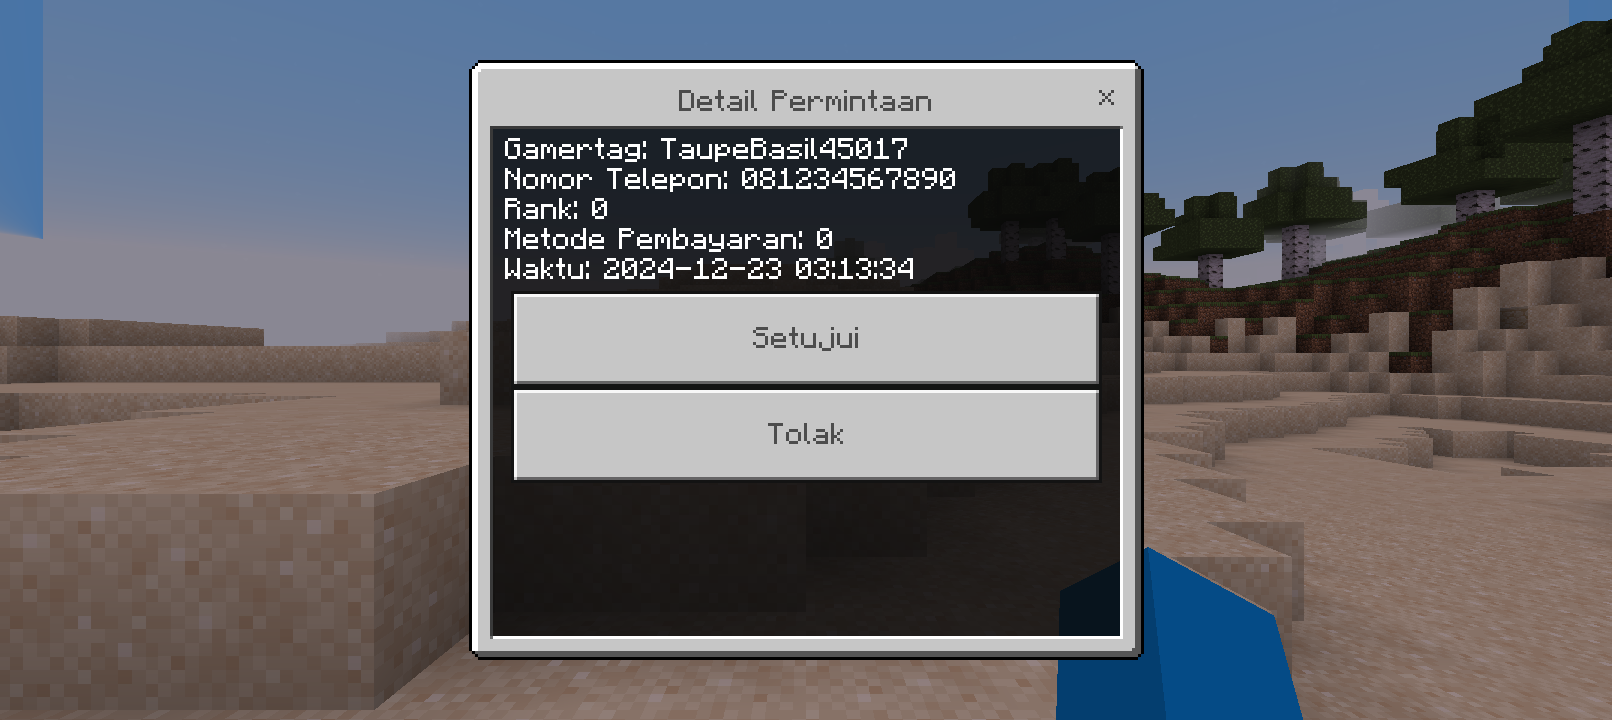 Detail Permintaan
Gamertag: TaupeBasil45017
Nomor Telepon: 081234567890
Rank: 0
Metode Pembayaran: 0
Waktu: 2024-12-23 03:13:34
Setujui
Tolak